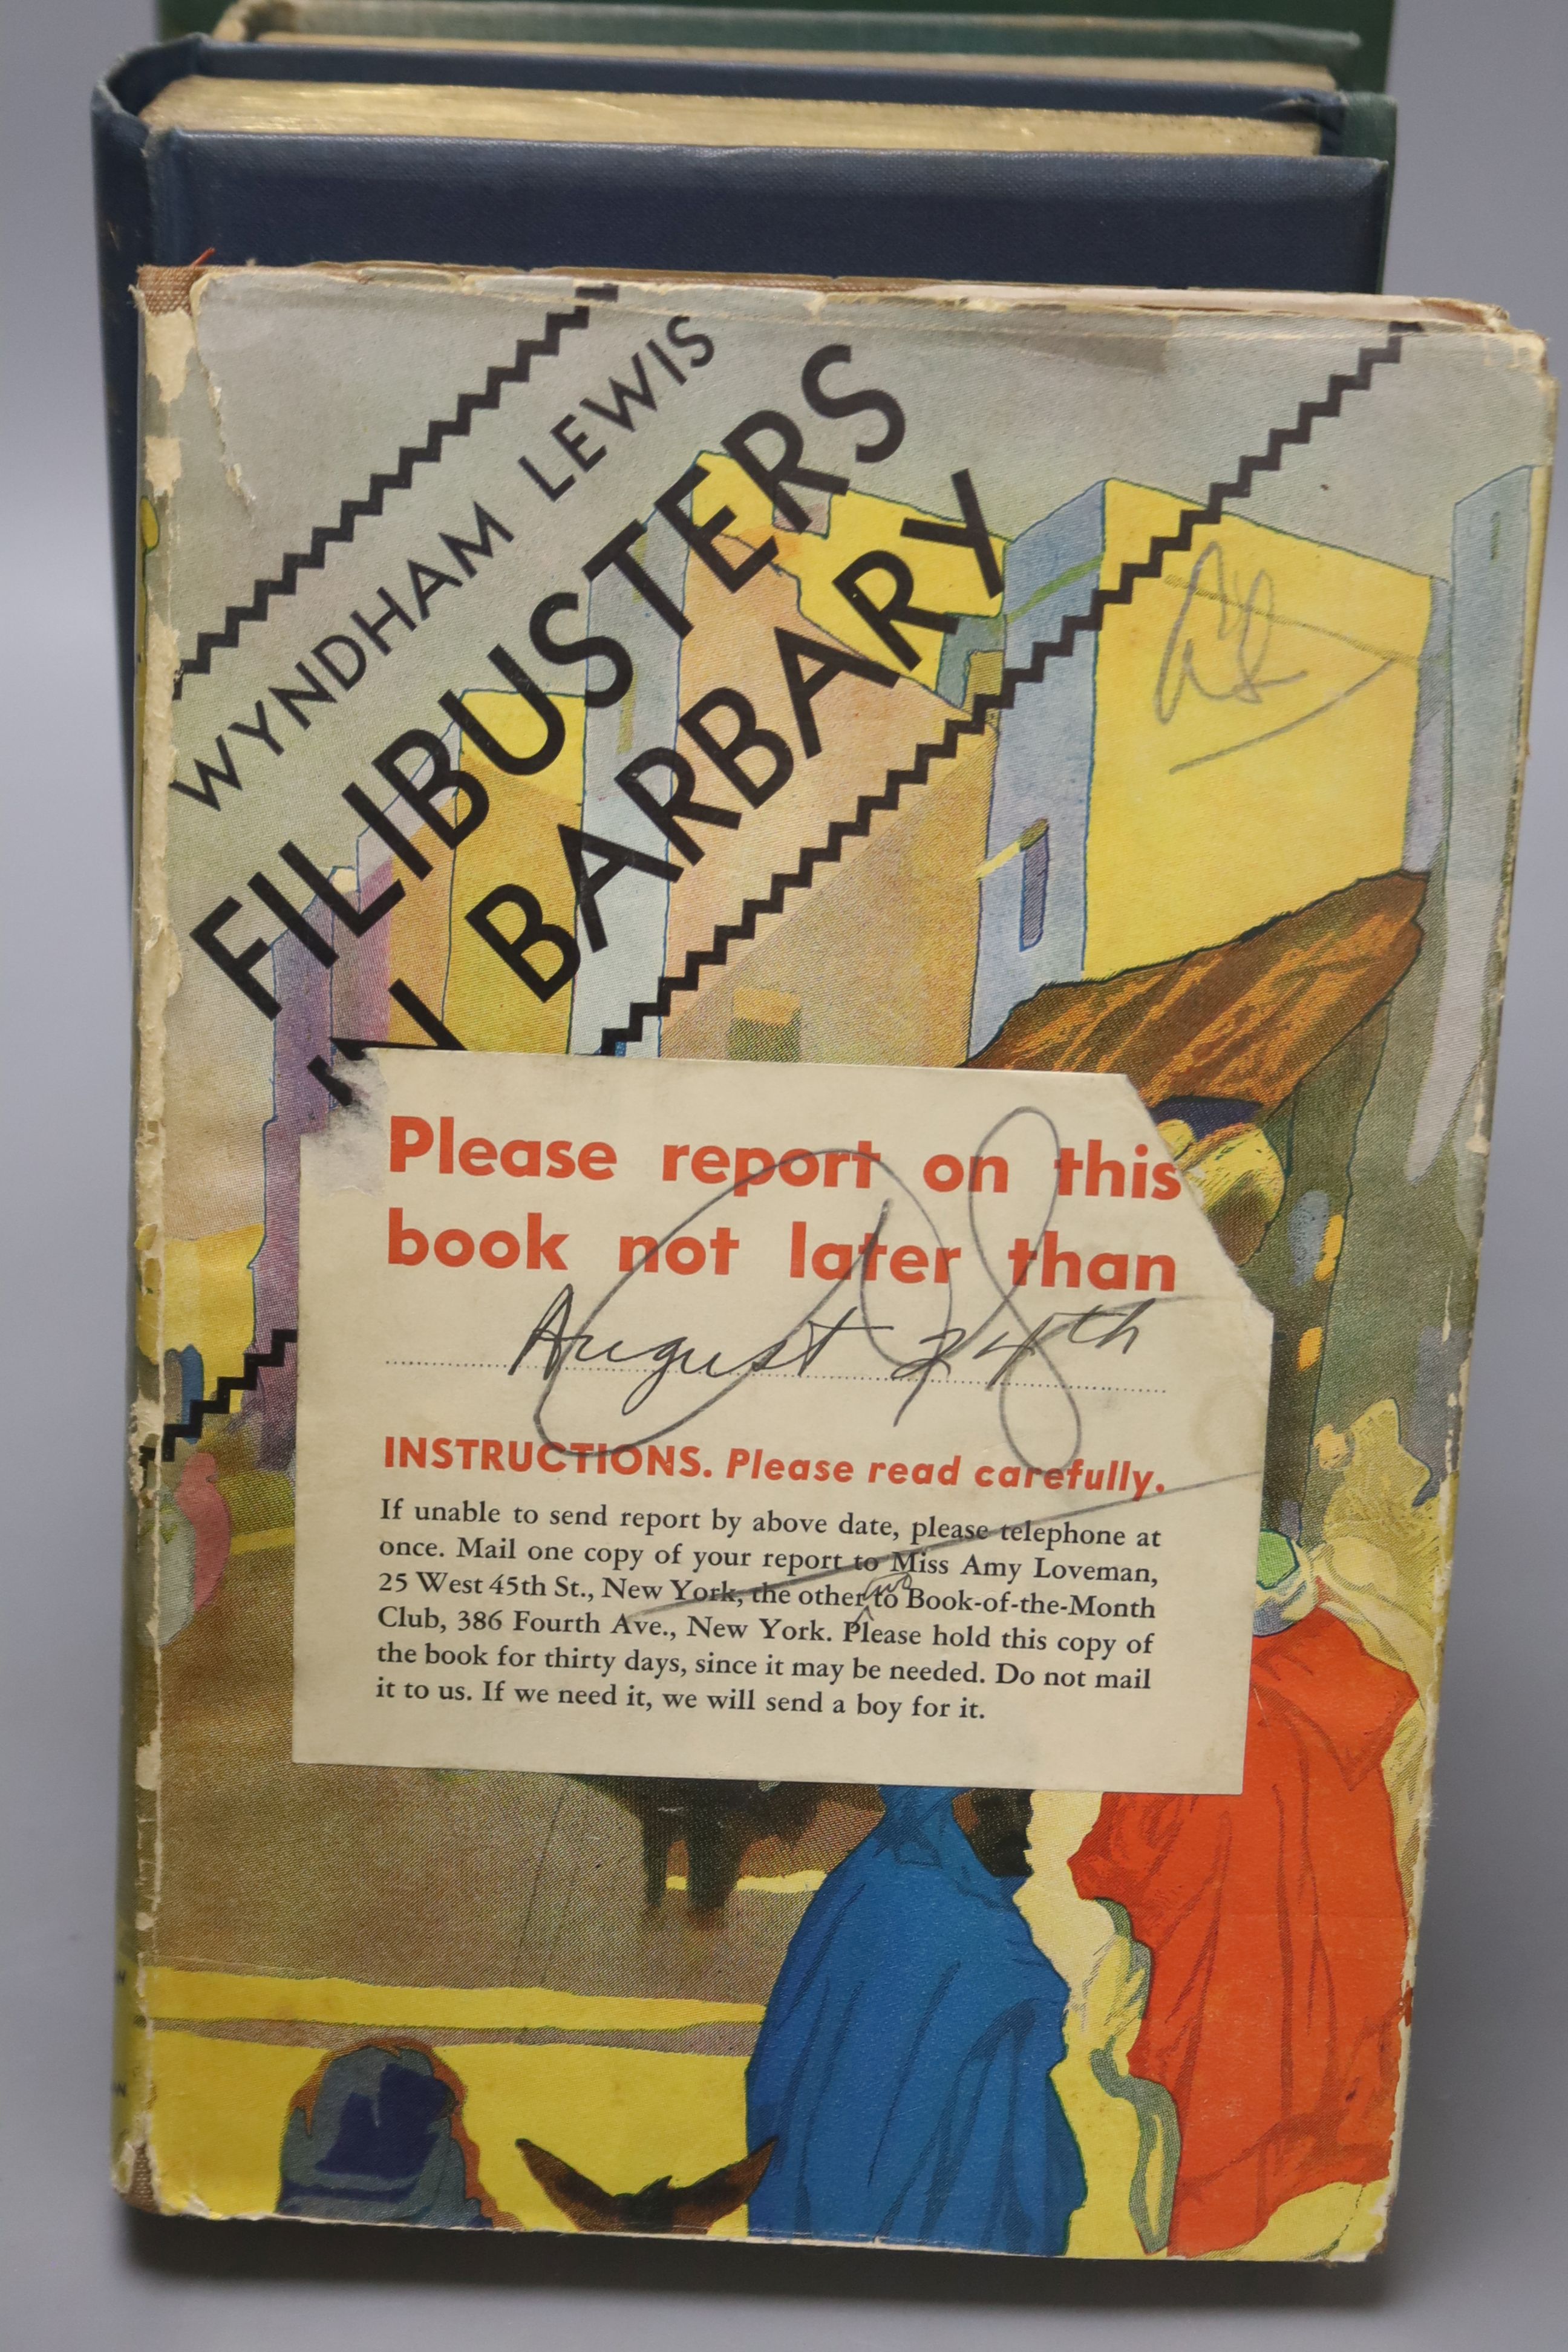 WYNDHAM LEWIS
FILIBUSTERS
IN BARBARY
Please report on this
book not later than
August 24th
INSTRUCTIONS. Please read carefully.
If unable to send report by above date, please telephone at
once. Mail one copy of your report to Miss Amy Loveman,
25 West 45th St., New York, the other two to Book-of-the-Month
Club, 386 Fourth Ave., New York. Please hold this copy of
the book for thirty days, since it may be needed. Do not mail
it to us. If we need it, we will send a boy for it.